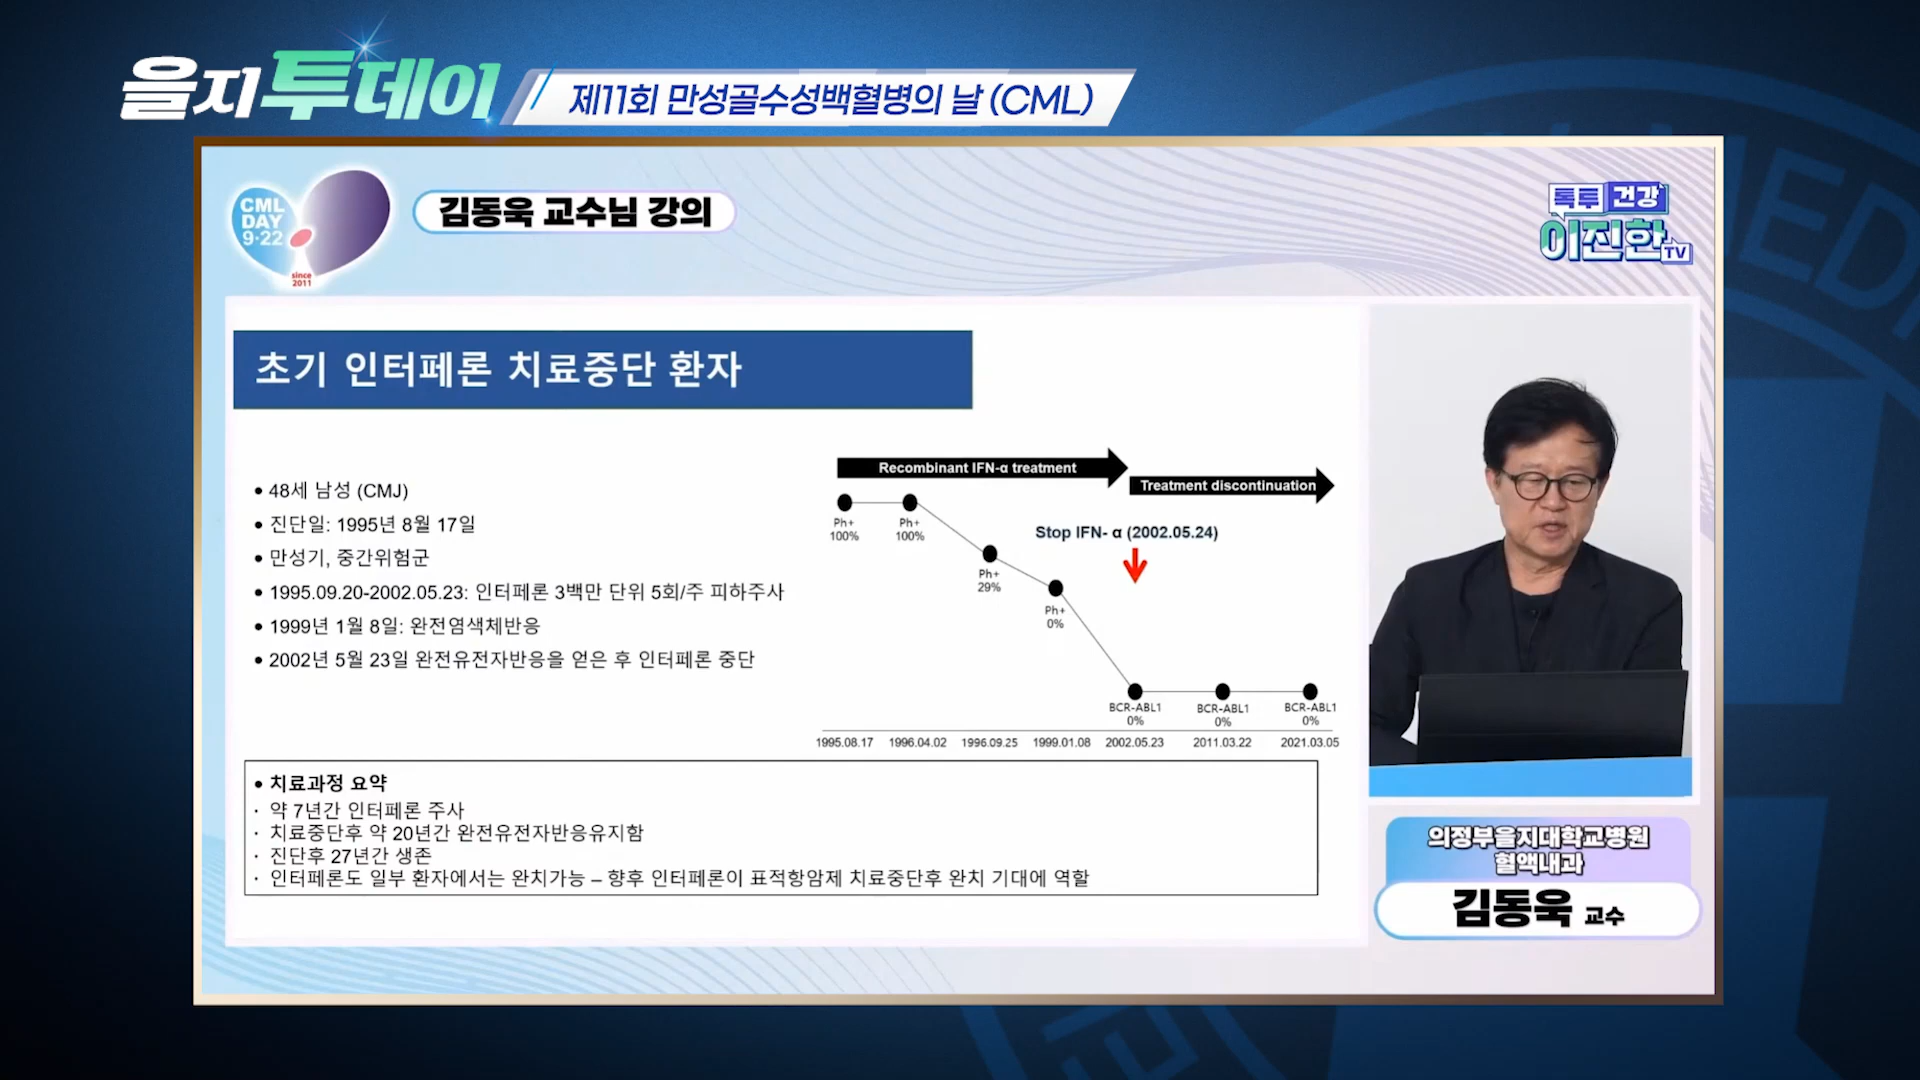 을지투데이
제11회 만성골수성백혈병의 날 (CML)
CML
DAY
9·22
since
2011
김동욱 교수님 강의
톡투 건강
이진한TV
초기 인터페론 치료중단 환자
• 48세 남성 (CMJ)
• 진단일: 1995년 8월 17일
• 만성기, 중간위험군
• 1995.09.20-2002.05.23: 인터페론 3백만 단위 5회/주 피하주사
• 1999년 1월 8일: 완전염색체반응
• 2002년 5월 23일 완전유전자반응을 얻은 후 인터페론 중단
Recombinant IFN-α treatment
Treatment discontinuation
Stop IFN- α (2002.05.24)
Ph+
100%
Ph+
100%
Ph+
29%
Ph+
0%
BCR-ABL1
0%
BCR-ABL1
0%
BCR-ABL1
0%
1995.08.17 1996.04.02 1996.09.25 1999.01.08 2002.05.23 2011.03.22 2021.03.05
• 치료과정 요약
· 약 7년간 인터페론 주사
· 치료중단후 약 20년간 완전유전자반응유지함
· 진단후 27년간 생존
· 인터페론도 일부 환자에서는 완치가능 – 향후 인터페론이 표적항암제 치료중단후 완치 기대에 역할
의정부을지대학교병원
혈액내과
김동욱 교수